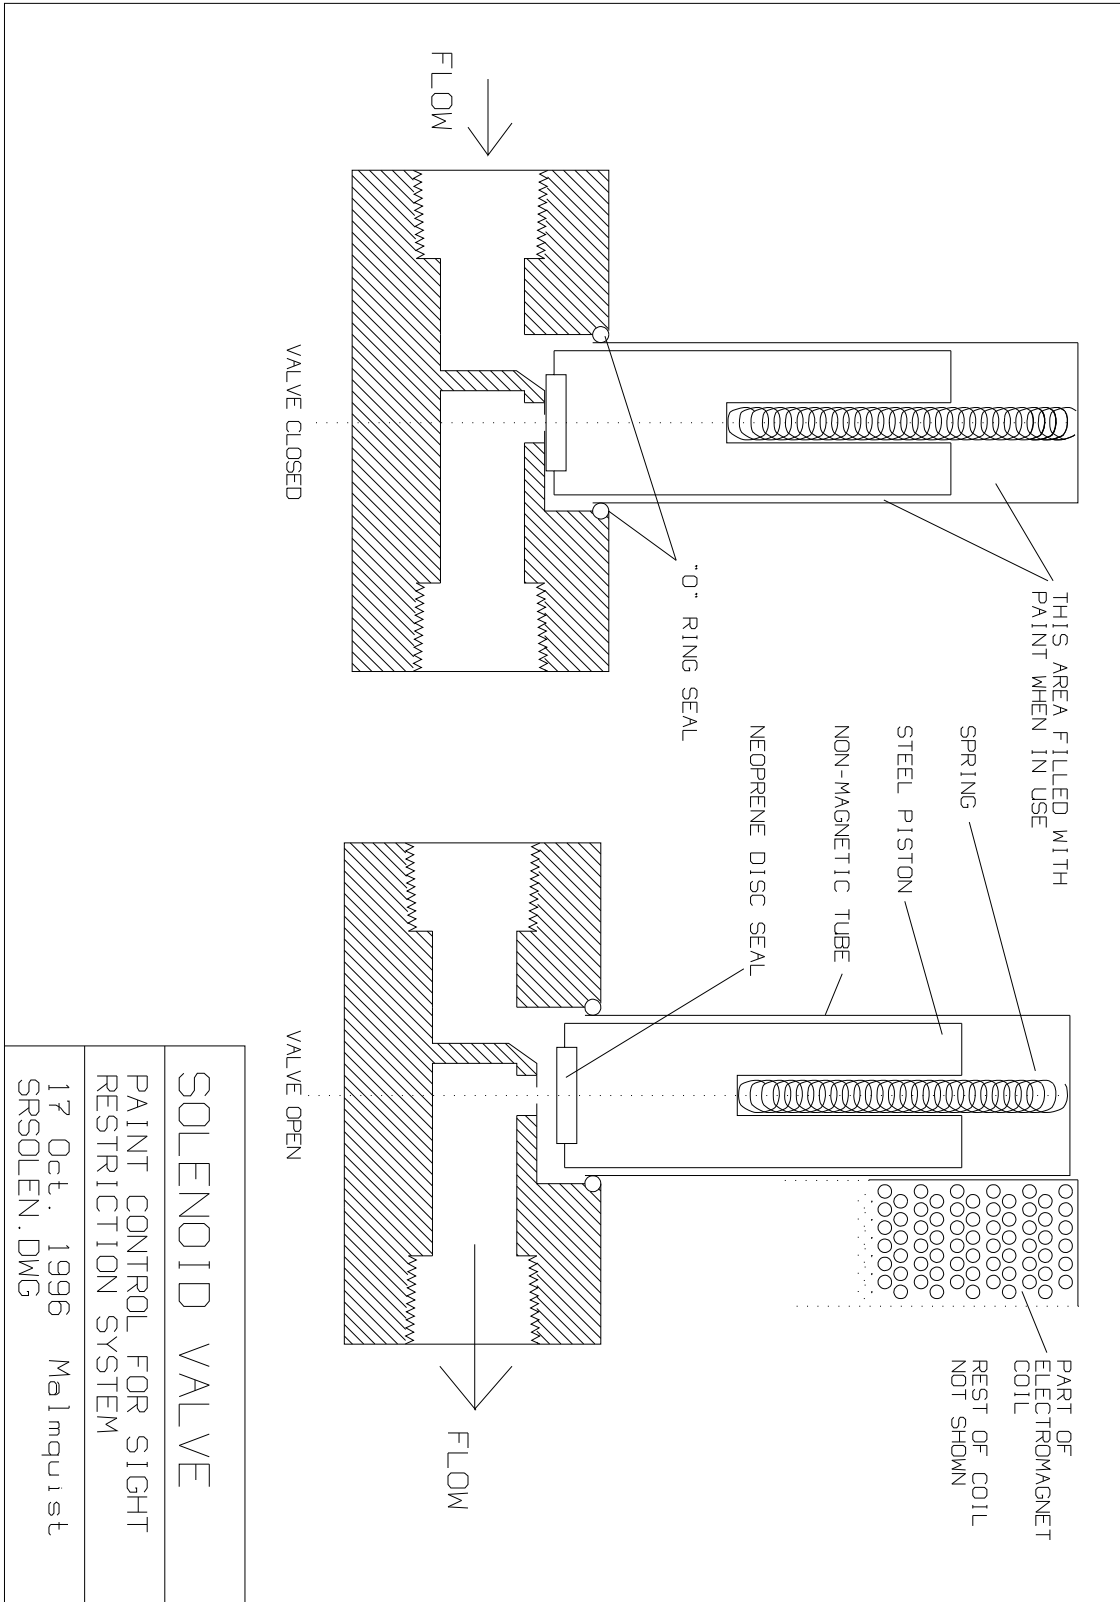 FLOW
VALVE CLOSED
"O" RING SEAL
THIS AREA FILLED WITH
PAINT WHEN IN USE
SPRING
STEEL PISTON
NON-MAGNETIC TUBE
NEOPRENE DISC SEAL
VALVE OPEN
PART OF
ELECTROMAGNET
COIL
REST OF COIL
NOT SHOWN
FLOW
SOLENOID VALVE
PAINT CONTROL FOR SIGHT
RESTRICTION SYSTEM
17 Oct. 1996 Malmquist
SRSOLEN.DWG